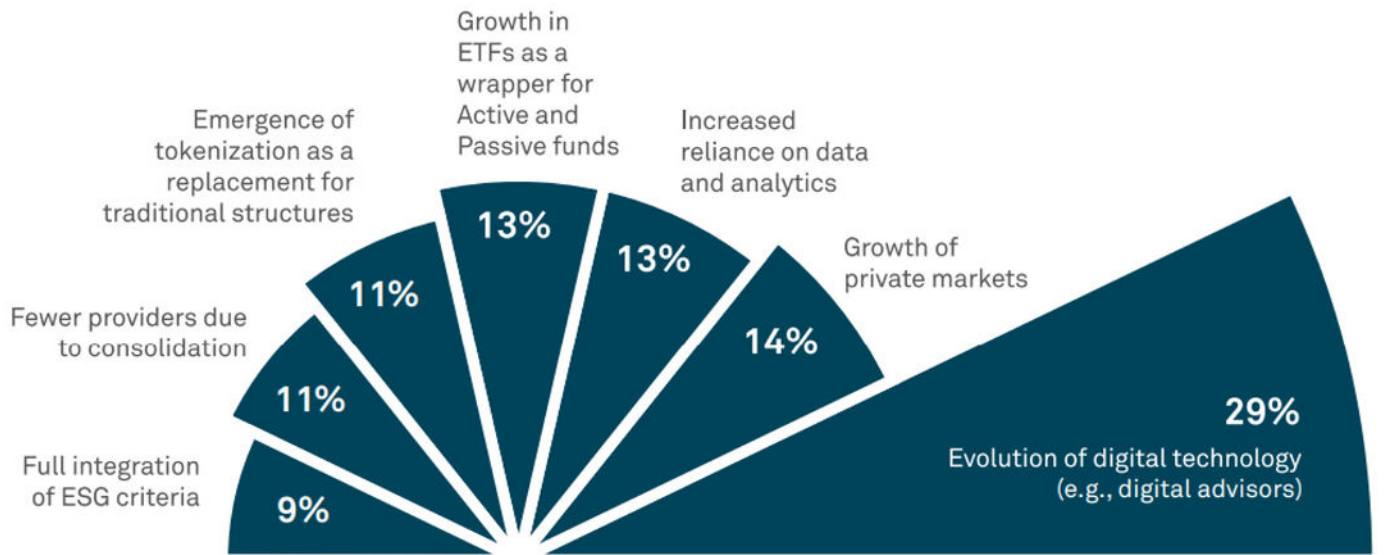 Growth in
ETFs as a
wrapper for
Active and
Passive funds
Emergence of
tokenization as a
replacement for
traditional structures
Increased
reliance on data
and analytics
13%
13%
Growth of
private markets
11%
Fewer providers due
to consolidation
14%
11%
29%
Evolution of digital technology
(e.g., digital advisors)
Full integration
of ESG criteria
9%